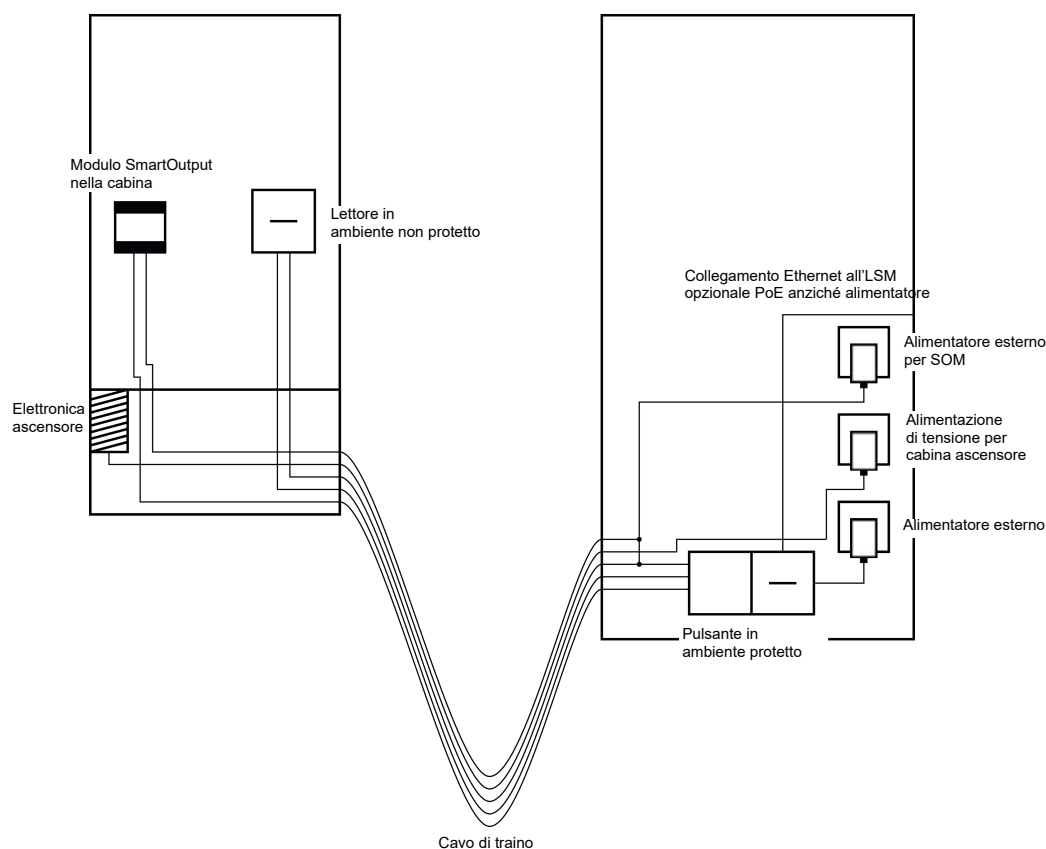 Modulo SmartOutput
nella cabina
Lettore in
ambiente non protetto
Elettronica
ascensore
Collegamento Ethernet all'LSM
opzionale PoE anziché alimentatore
Alimentatore esterno
per SOM
Alimentazione
di tensione per
cabina ascensore
Alimentatore esterno
Pulsante in
ambiente protetto
Cavo di traino